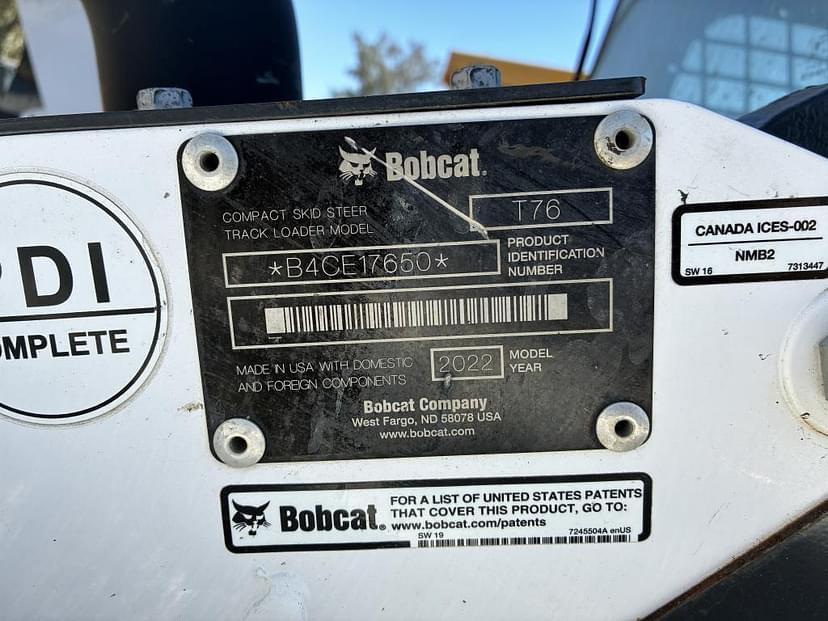 Bobcat.
COMPACT SKID STEER
TRACK LOADER MODEL
T76
*B4CE17650*
PRODUCT
IDENTIFICATION
NUMBER
MADE IN USA WITH DOMESTIC
AND FOREIGN COMPONENTS
2022
MODEL
YEAR
Bobcat Company
West Fargo, ND 58078 USA
www.bobcat.com
PDI
COMPLETE
CANADA ICES-002
NMB2
SW 16 7313447
Bobcat®
FOR A LIST OF UNITED STATES PATENTS
THAT COVER THIS PRODUCT, GO TO:
www.bobcat.com/patents
SW 19 7245504A enUS